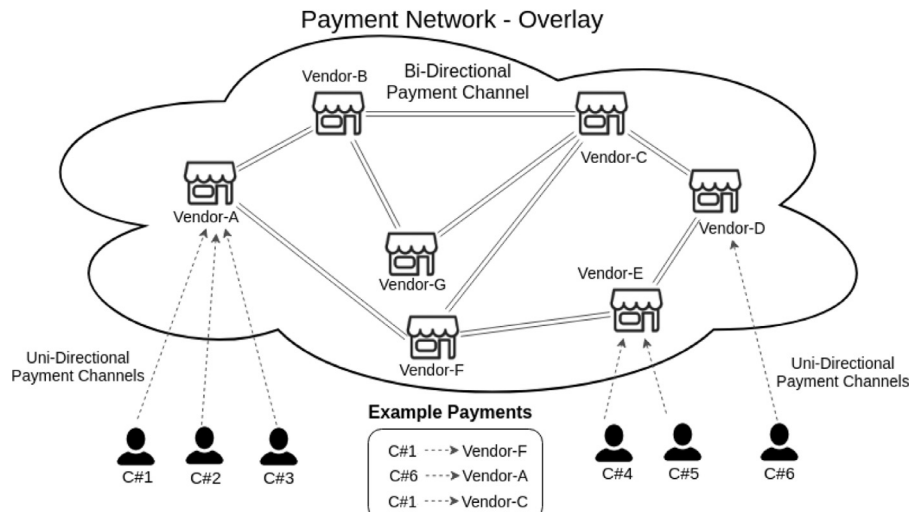 Payment Network - Overlay
Vendor-B
Bi-Directional
Payment Channel
Vendor-C
Vendor-A
Vendor-D
Vendor-G
Vendor-E
Vendor-F
Uni-Directional
Payment Channels
Uni-Directional
Payment Channels
Example Payments
C#1 Vendor-F
C#6 Vendor-A
C#1 Vendor-C
C#1
C#2
C#3
C#4
C#5
C#6